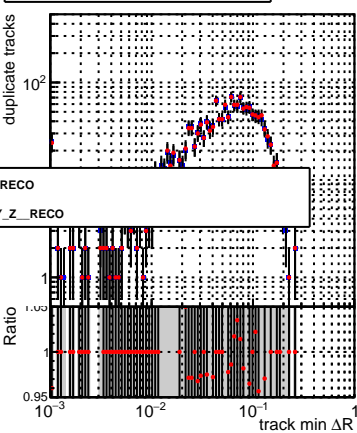 duplicate tracks
10²
RECO
Y_Z__RECO
1
1.05
Ratio
1
0.95
10⁻³ 10⁻² 10⁻¹ 1
track min ΔR